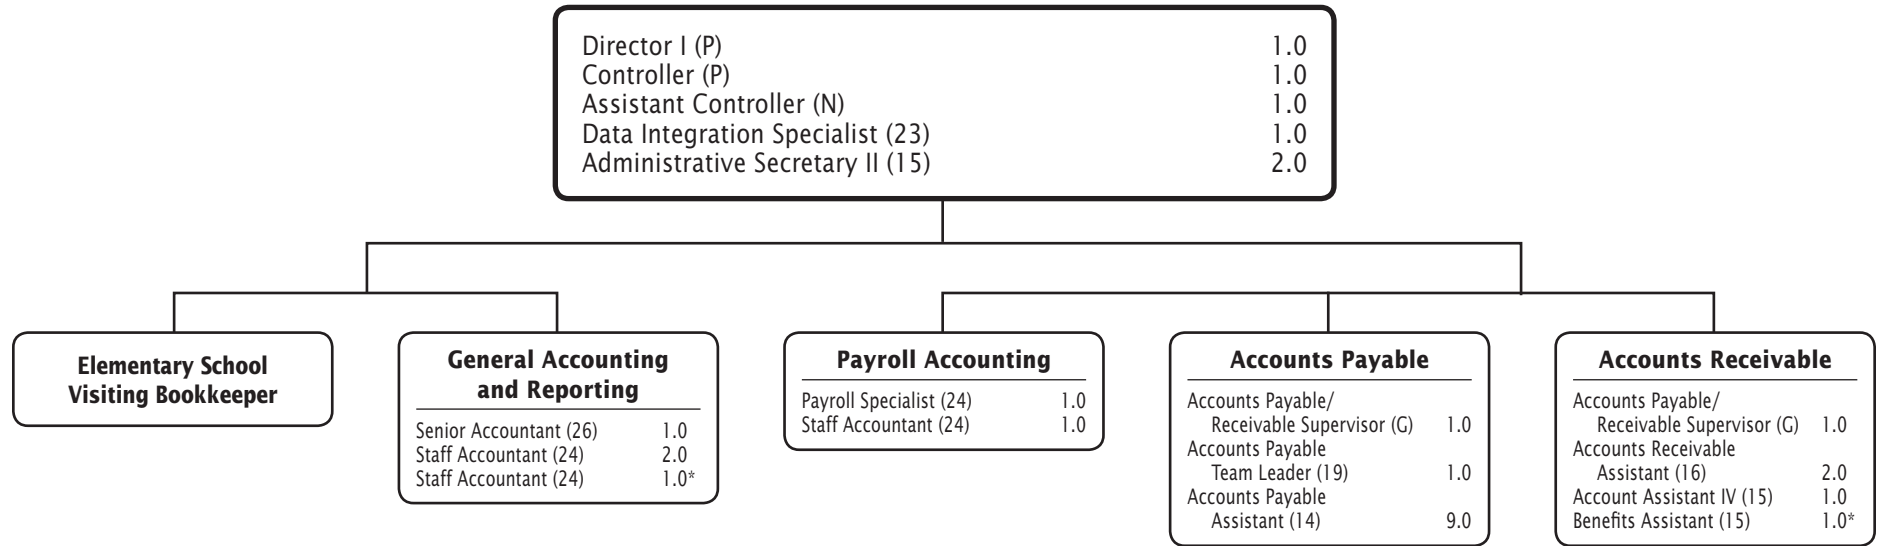 Director I (P) 1.0
Controller (P) 1.0
Assistant Controller (N) 1.0
Data Integration Specialist (23) 1.0
Administrative Secretary II (15) 2.0
Elementary School
Visiting Bookkeeper
General Accounting
and Reporting
Senior Accountant (26) 1.0
Staff Accountant (24) 2.0
Staff Accountant (24) 1.0*
Payroll Accounting
Payroll Specialist (24) 1.0
Staff Accountant (24) 1.0
Accounts Payable
Accounts Payable/
Receivable Supervisor (G) 1.0
Accounts Payable
Team Leader (19) 1.0
Accounts Payable
Assistant (14) 9.0
Accounts Receivable
Accounts Payable/
Receivable Supervisor (G) 1.0
Accounts Receivable
Assistant (16) 2.0
Account Assistant IV (15) 1.0
Benefits Assistant (15) 1.0*